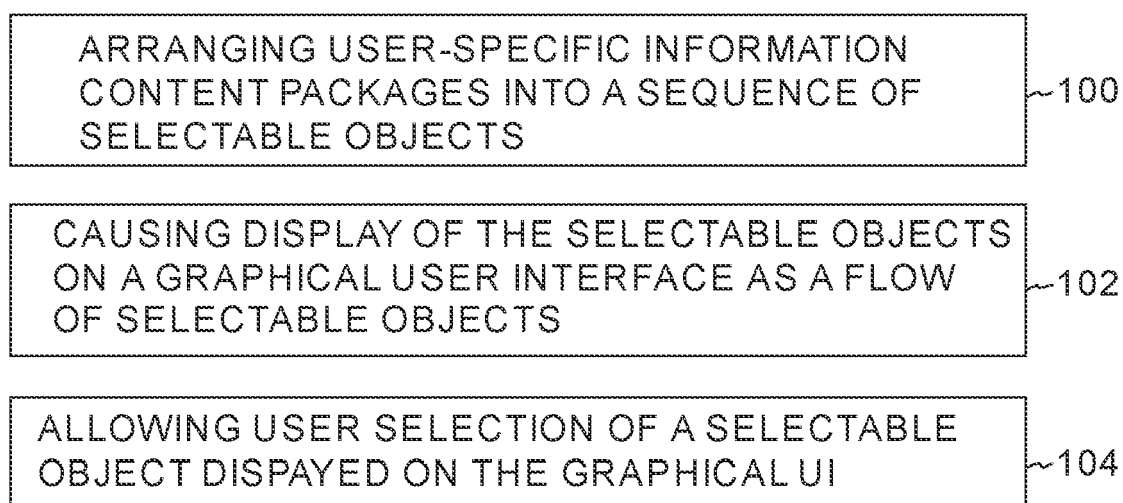 ARRANGING USER-SPECIFIC INFORMATION
CONTENT PACKAGES INTO A SEQUENCE OF
SELECTABLE OBJECTS
100
CAUSING DISPLAY OF THE SELECTABLE OBJECTS
ON A GRAPHICAL USER INTERFACE AS A FLOW
OF SELECTABLE OBJECTS
102
ALLOWING USER SELECTION OF A SELECTABLE
OBJECT DISPAYED ON THE GRAPHICAL UI
104